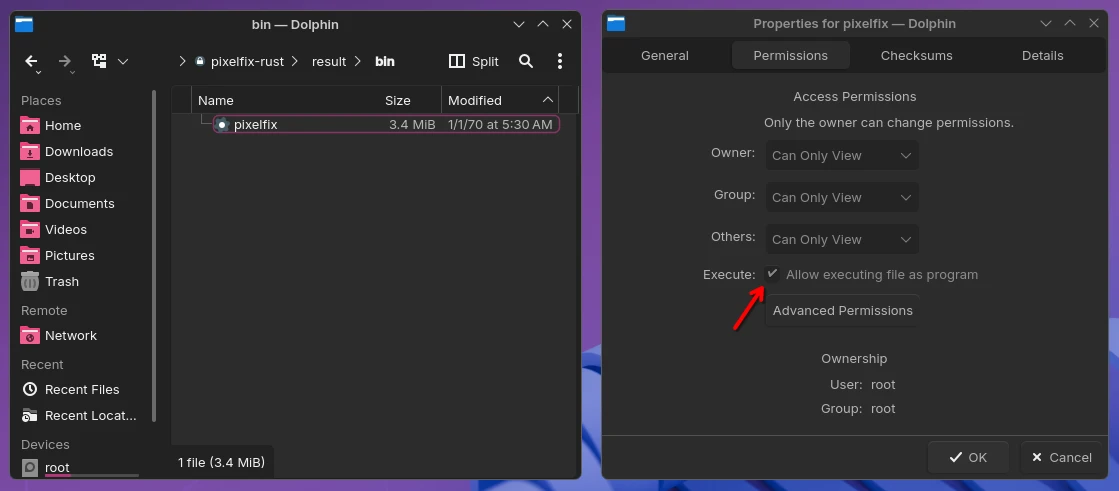 bin — Dolphin
pixelfix-rust result bin Split
Places
Home
Downloads
Desktop
Documents
Videos
Pictures
Trash
Remote
Network
Recent
Recent Files
Recent Locat...
Devices
root
Name Size Modified
pixelfix 3.4 MiB 1/1/70 at 5:30 AM
1 file (3.4 MiB)
Properties for pixelfix — Dolphin
General Permissions Checksums Details
Access Permissions
Only the owner can change permissions.
Owner: Can Only View
Group: Can Only View
Others: Can Only View
Execute: Allow executing file as program
Advanced Permissions
Ownership
User: root
Group: root
OK Cancel